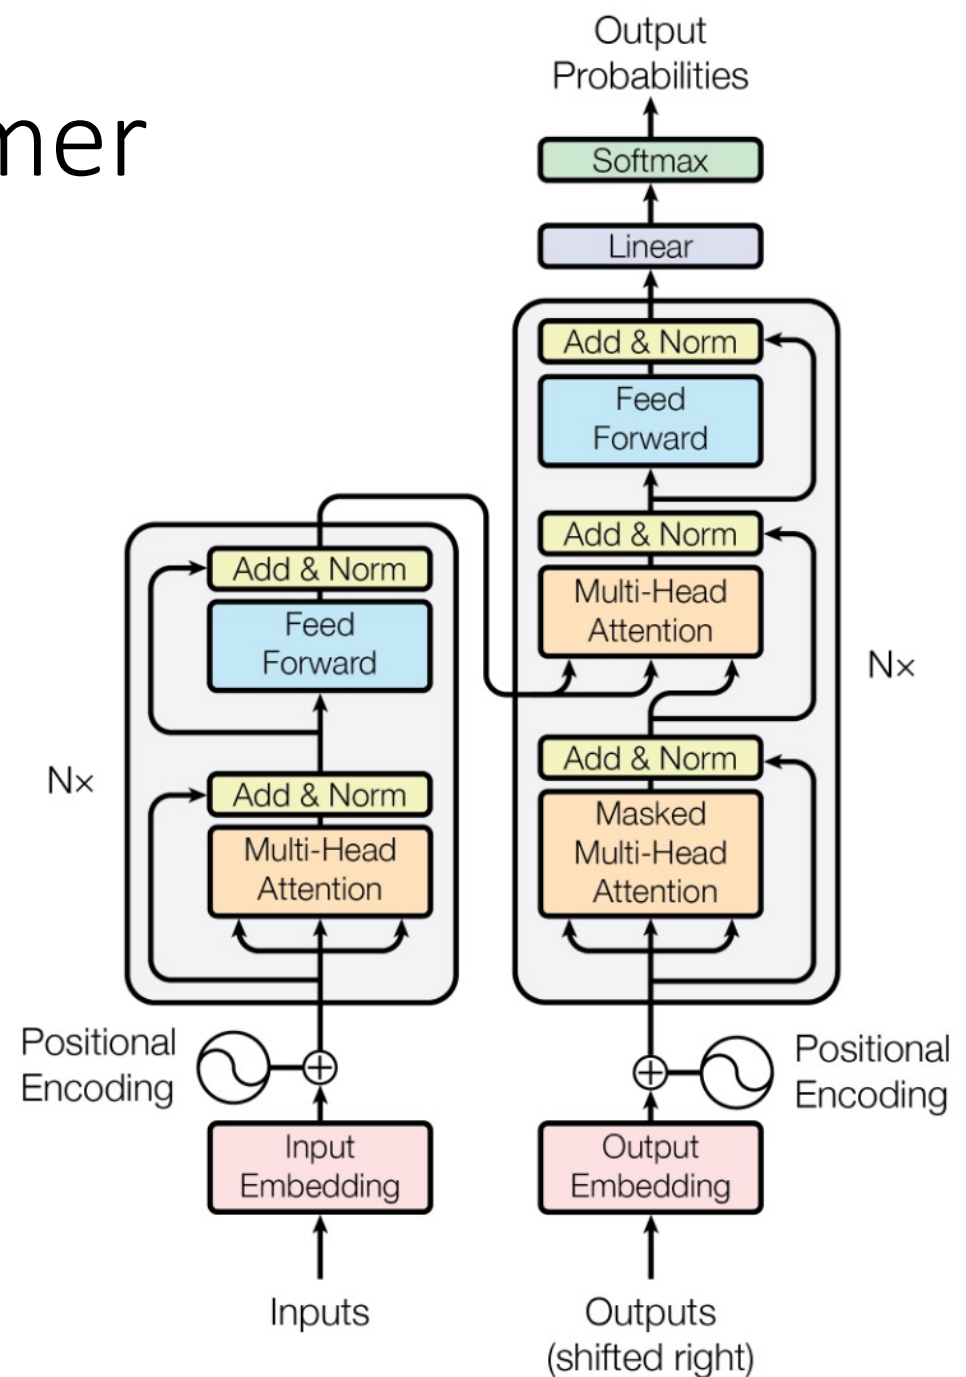 mer
Output
Probabilities
Softmax
Linear
Add & Norm
Feed
Forward
Add & Norm
Multi-Head
Attention
Nx
Add & Norm
Masked
Multi-Head
Attention
Add & Norm
Feed
Forward
Nx
Add & Norm
Multi-Head
Attention
Positional
Encoding
Positional
Encoding
Input
Embedding
Output
Embedding
Inputs
Outputs
(shifted right)